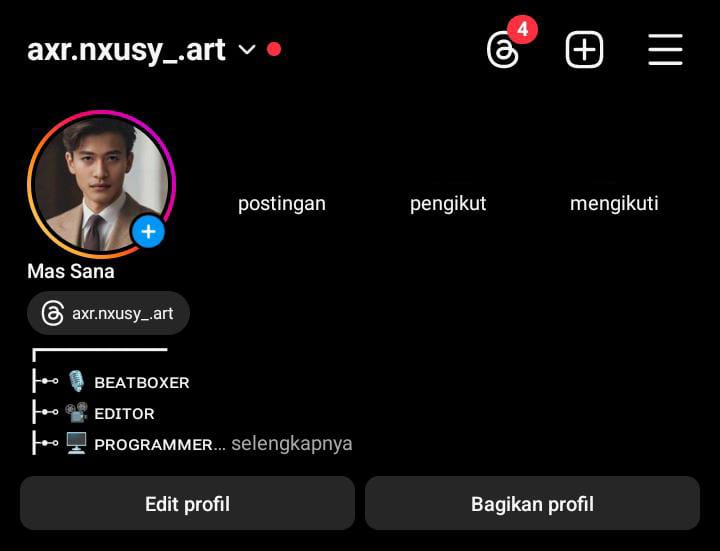 axr.nxusy_.art
4
postingan pengikut mengikuti
Mas Sana
axr.nxusy_.art
🎙️ ʙᴇᴀᴛʙᴏxᴇʀ
📽️ ᴇᴅɪᴛᴏʀ
🖥️ ᴘʀᴏɢʀᴀᴍᴍᴇʀ... selengkapnya
Edit profil Bagikan profil